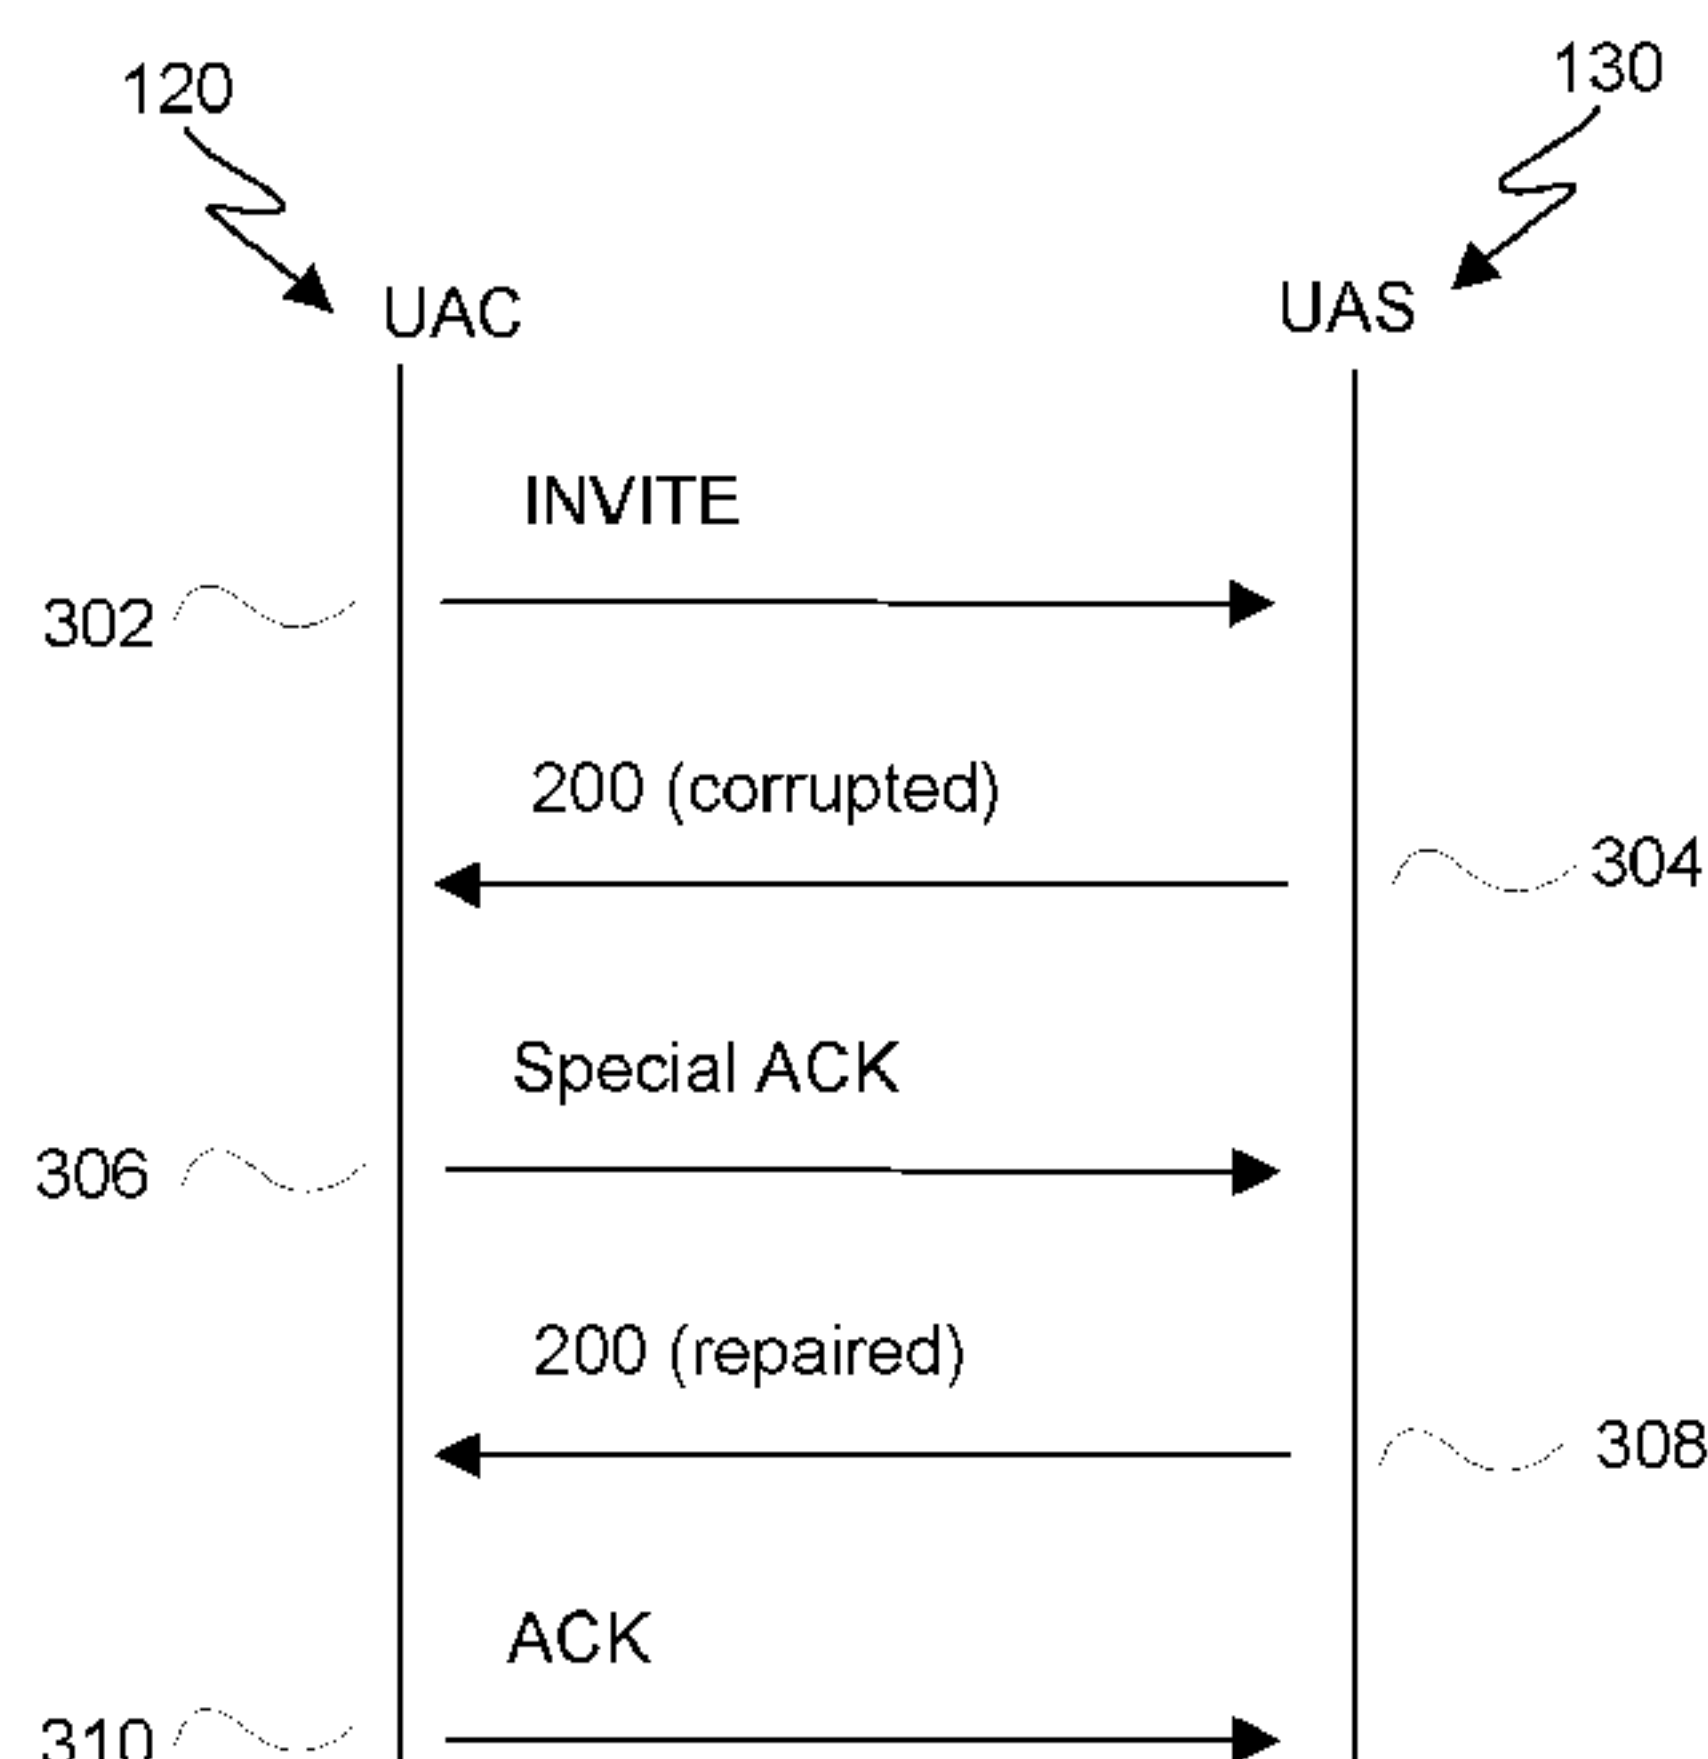 120
130
UAC
UAS
INVITE
302
200 (corrupted)
304
Special ACK
306
200 (repaired)
308
ACK
310